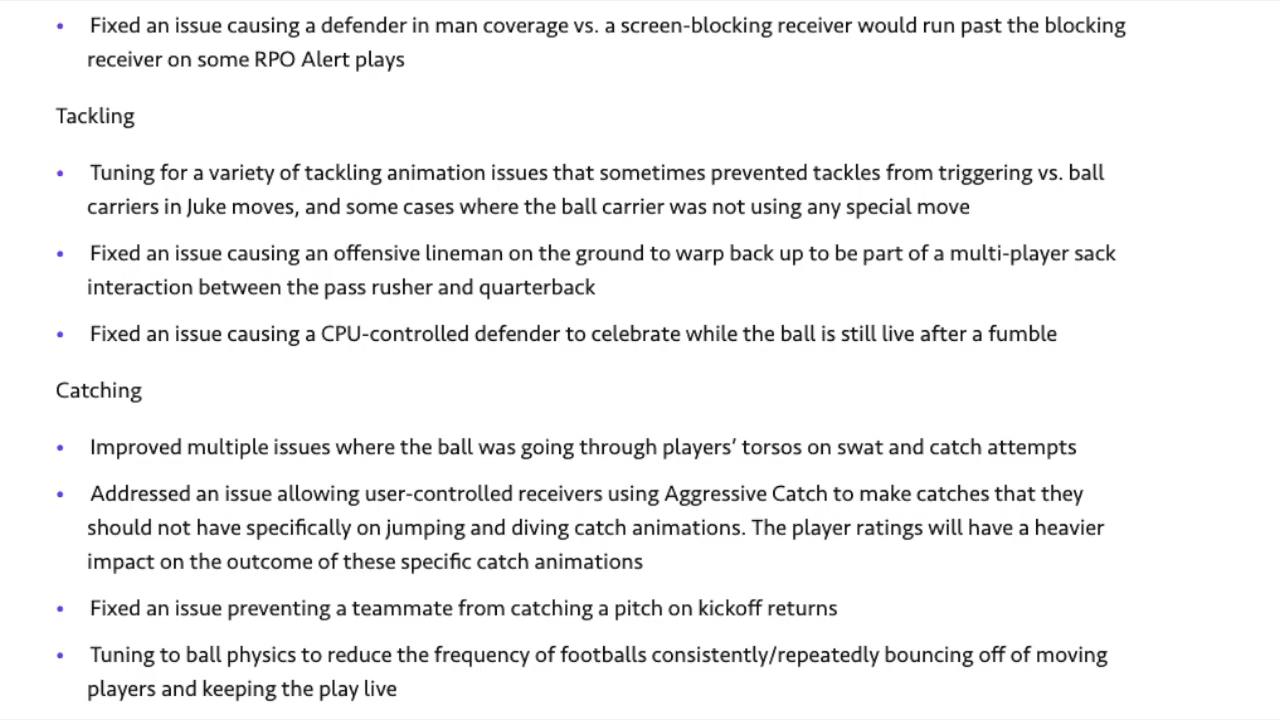 • Fixed an issue causing a defender in man coverage vs. a screen-blocking receiver would run past the blocking
receiver on some RPO Alert plays
Tackling
• Tuning for a variety of tackling animation issues that sometimes prevented tackles from triggering vs. ball
carriers in Juke moves, and some cases where the ball carrier was not using any special move
• Fixed an issue causing an offensive lineman on the ground to warp back up to be part of a multi-player sack
interaction between the pass rusher and quarterback
• Fixed an issue causing a CPU-controlled defender to celebrate while the ball is still live after a fumble
Catching
• Improved multiple issues where the ball was going through players’ torsos on swat and catch attempts
• Addressed an issue allowing user-controlled receivers using Aggressive Catch to make catches that they
should not have specifically on jumping and diving catch animations. The player ratings will have a heavier
impact on the outcome of these specific catch animations
• Fixed an issue preventing a teammate from catching a pitch on kickoff returns
• Tuning to ball physics to reduce the frequency of footballs consistently/repeatedly bouncing off of moving
players and keeping the play live